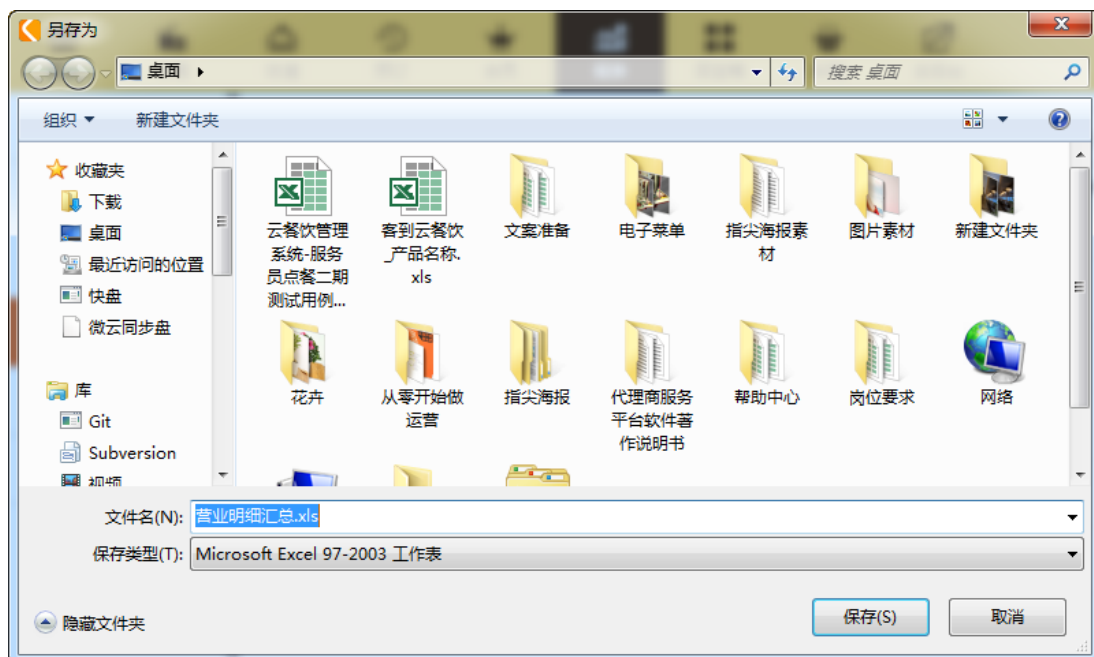 另存为
桌面
搜索 桌面
组织
新建文件夹
收藏夹
下载
桌面
最近访问的位置
快盘
微云同步盘
库
Git
Subversion
视频
云餐饮管理
系统-服务
员点餐二期
测试用例...
客到云餐饮
_产品名称.
xls
文案准备
电子菜单
指尖海报素
材
图片素材
新建文件夹
花卉
从零开始做
运营
指尖海报
代理商服务
平台软件著
作说明书
帮助中心
岗位要求
网络
文件名(N):
营业明细汇总.xls
保存类型(T):
Microsoft Excel 97-2003 工作表
隐藏文件夹
保存(S)
取消